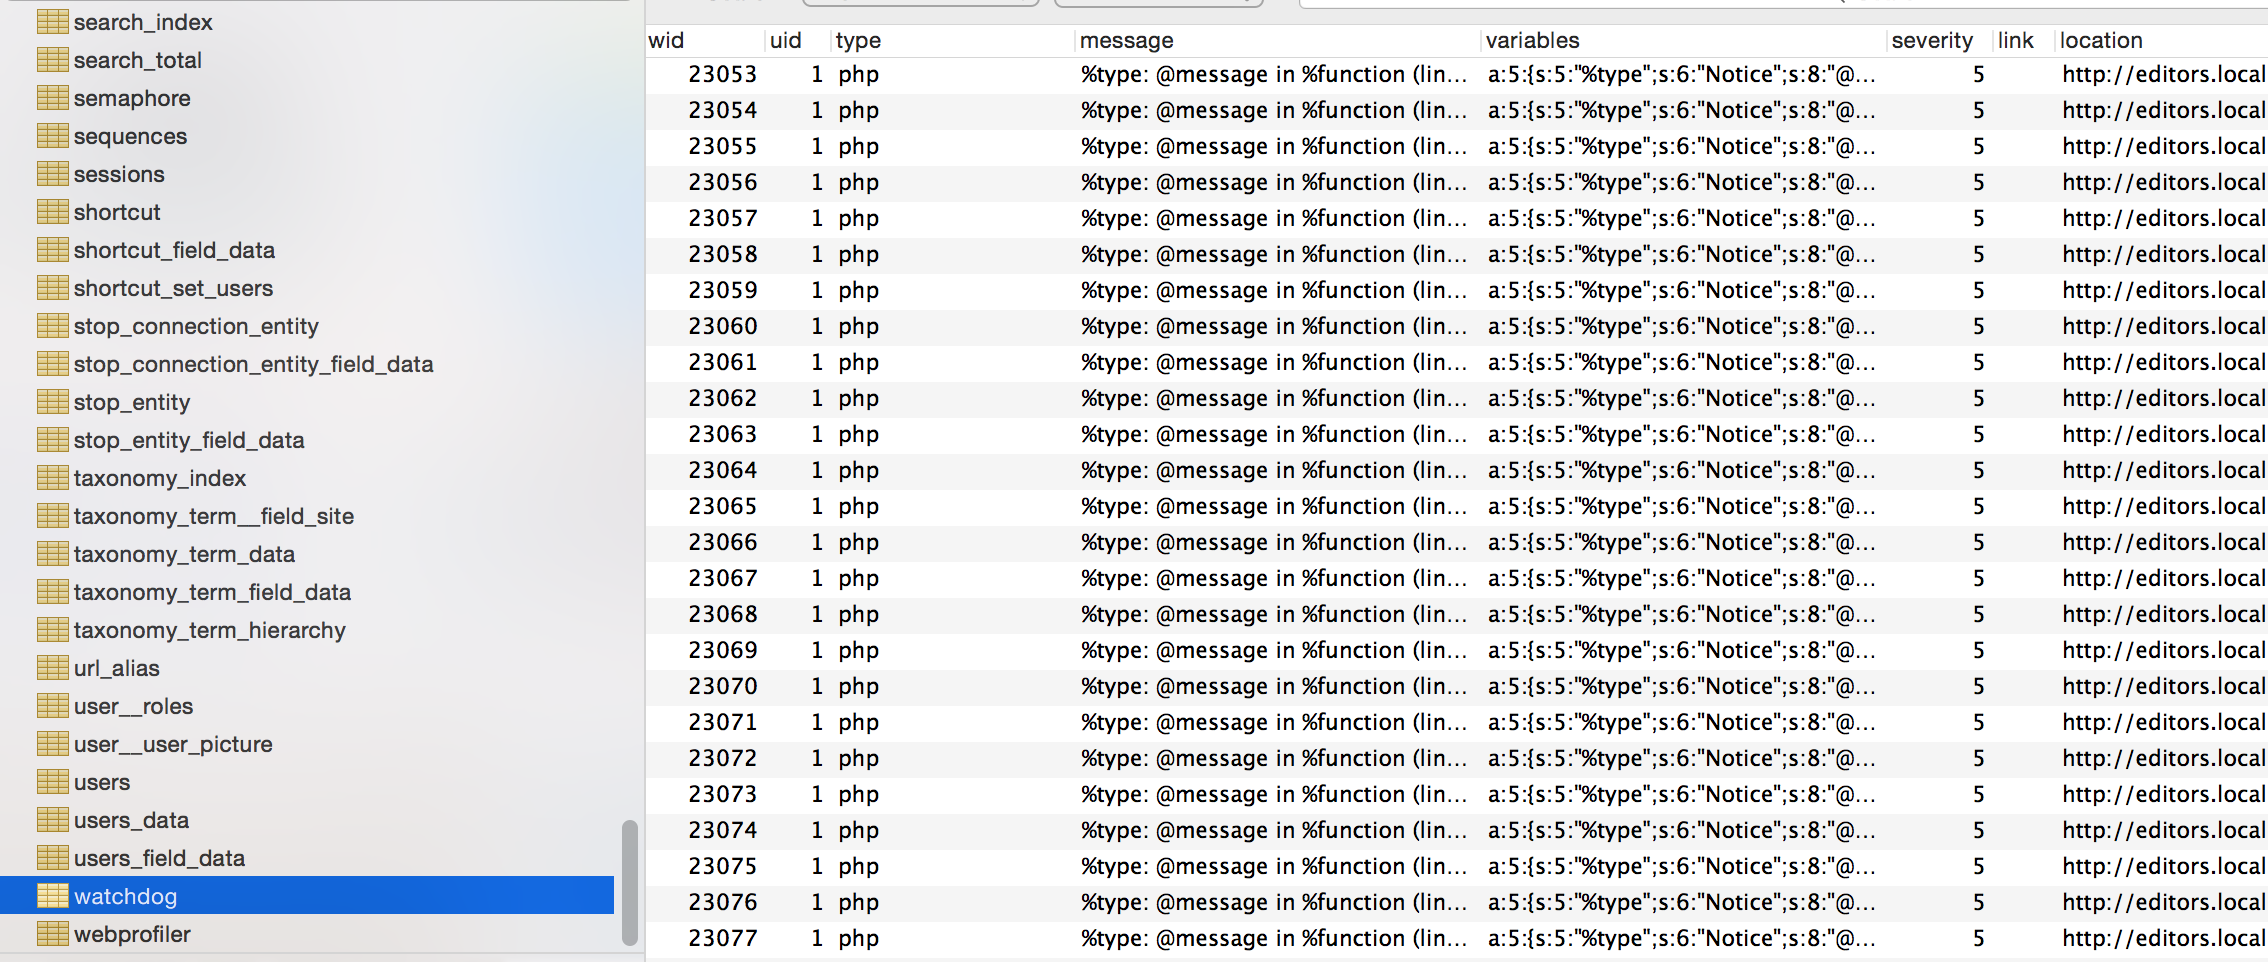 search_index
search_total
semaphore
sequences
sessions
shortcut
shortcut_field_data
shortcut_set_users
stop_connection_entity
stop_connection_entity_field_data
stop_entity
stop_entity_field_data
taxonomy_index
taxonomy_term__field_site
taxonomy_term_data
taxonomy_term_field_data
taxonomy_term_hierarchy
url_alias
user__roles
user__user_picture
users
users_data
users_field_data
watchdog
webprofiler
wid uid type message variables severity link location
23053 1 php %type: @message in %function (lin... a:5:{s:5:"%type";s:6:"Notice";s:8:"@... 5 http://editors.local
23054 1 php %type: @message in %function (lin... a:5:{s:5:"%type";s:6:"Notice";s:8:"@... 5 http://editors.local
23055 1 php %type: @message in %function (lin... a:5:{s:5:"%type";s:6:"Notice";s:8:"@... 5 http://editors.local
23056 1 php %type: @message in %function (lin... a:5:{s:5:"%type";s:6:"Notice";s:8:"@... 5 http://editors.local
23057 1 php %type: @message in %function (lin... a:5:{s:5:"%type";s:6:"Notice";s:8:"@... 5 http://editors.local
23058 1 php %type: @message in %function (lin... a:5:{s:5:"%type";s:6:"Notice";s:8:"@... 5 http://editors.local
23059 1 php %type: @message in %function (lin... a:5:{s:5:"%type";s:6:"Notice";s:8:"@... 5 http://editors.local
23060 1 php %type: @message in %function (lin... a:5:{s:5:"%type";s:6:"Notice";s:8:"@... 5 http://editors.local
23061 1 php %type: @message in %function (lin... a:5:{s:5:"%type";s:6:"Notice";s:8:"@... 5 http://editors.local
23062 1 php %type: @message in %function (lin... a:5:{s:5:"%type";s:6:"Notice";s:8:"@... 5 http://editors.local
23063 1 php %type: @message in %function (lin... a:5:{s:5:"%type";s:6:"Notice";s:8:"@... 5 http://editors.local
23064 1 php %type: @message in %function (lin... a:5:{s:5:"%type";s:6:"Notice";s:8:"@... 5 http://editors.local
23065 1 php %type: @message in %function (lin... a:5:{s:5:"%type";s:6:"Notice";s:8:"@... 5 http://editors.local
23066 1 php %type: @message in %function (lin... a:5:{s:5:"%type";s:6:"Notice";s:8:"@... 5 http://editors.local
23067 1 php %type: @message in %function (lin... a:5:{s:5:"%type";s:6:"Notice";s:8:"@... 5 http://editors.local
23068 1 php %type: @message in %function (lin... a:5:{s:5:"%type";s:6:"Notice";s:8:"@... 5 http://editors.local
23069 1 php %type: @message in %function (lin... a:5:{s:5:"%type";s:6:"Notice";s:8:"@... 5 http://editors.local
23070 1 php %type: @message in %function (lin... a:5:{s:5:"%type";s:6:"Notice";s:8:"@... 5 http://editors.local
23071 1 php %type: @message in %function (lin... a:5:{s:5:"%type";s:6:"Notice";s:8:"@... 5 http://editors.local
23072 1 php %type: @message in %function (lin... a:5:{s:5:"%type";s:6:"Notice";s:8:"@... 5 http://editors.local
23073 1 php %type: @message in %function (lin... a:5:{s:5:"%type";s:6:"Notice";s:8:"@... 5 http://editors.local
23074 1 php %type: @message in %function (lin... a:5:{s:5:"%type";s:6:"Notice";s:8:"@... 5 http://editors.local
23075 1 php %type: @message in %function (lin... a:5:{s:5:"%type";s:6:"Notice";s:8:"@... 5 http://editors.local
23076 1 php %type: @message in %function (lin... a:5:{s:5:"%type";s:6:"Notice";s:8:"@... 5 http://editors.local
23077 1 php %type: @message in %function (lin... a:5:{s:5:"%type";s:6:"Notice";s:8:"@... 5 http://editors.local